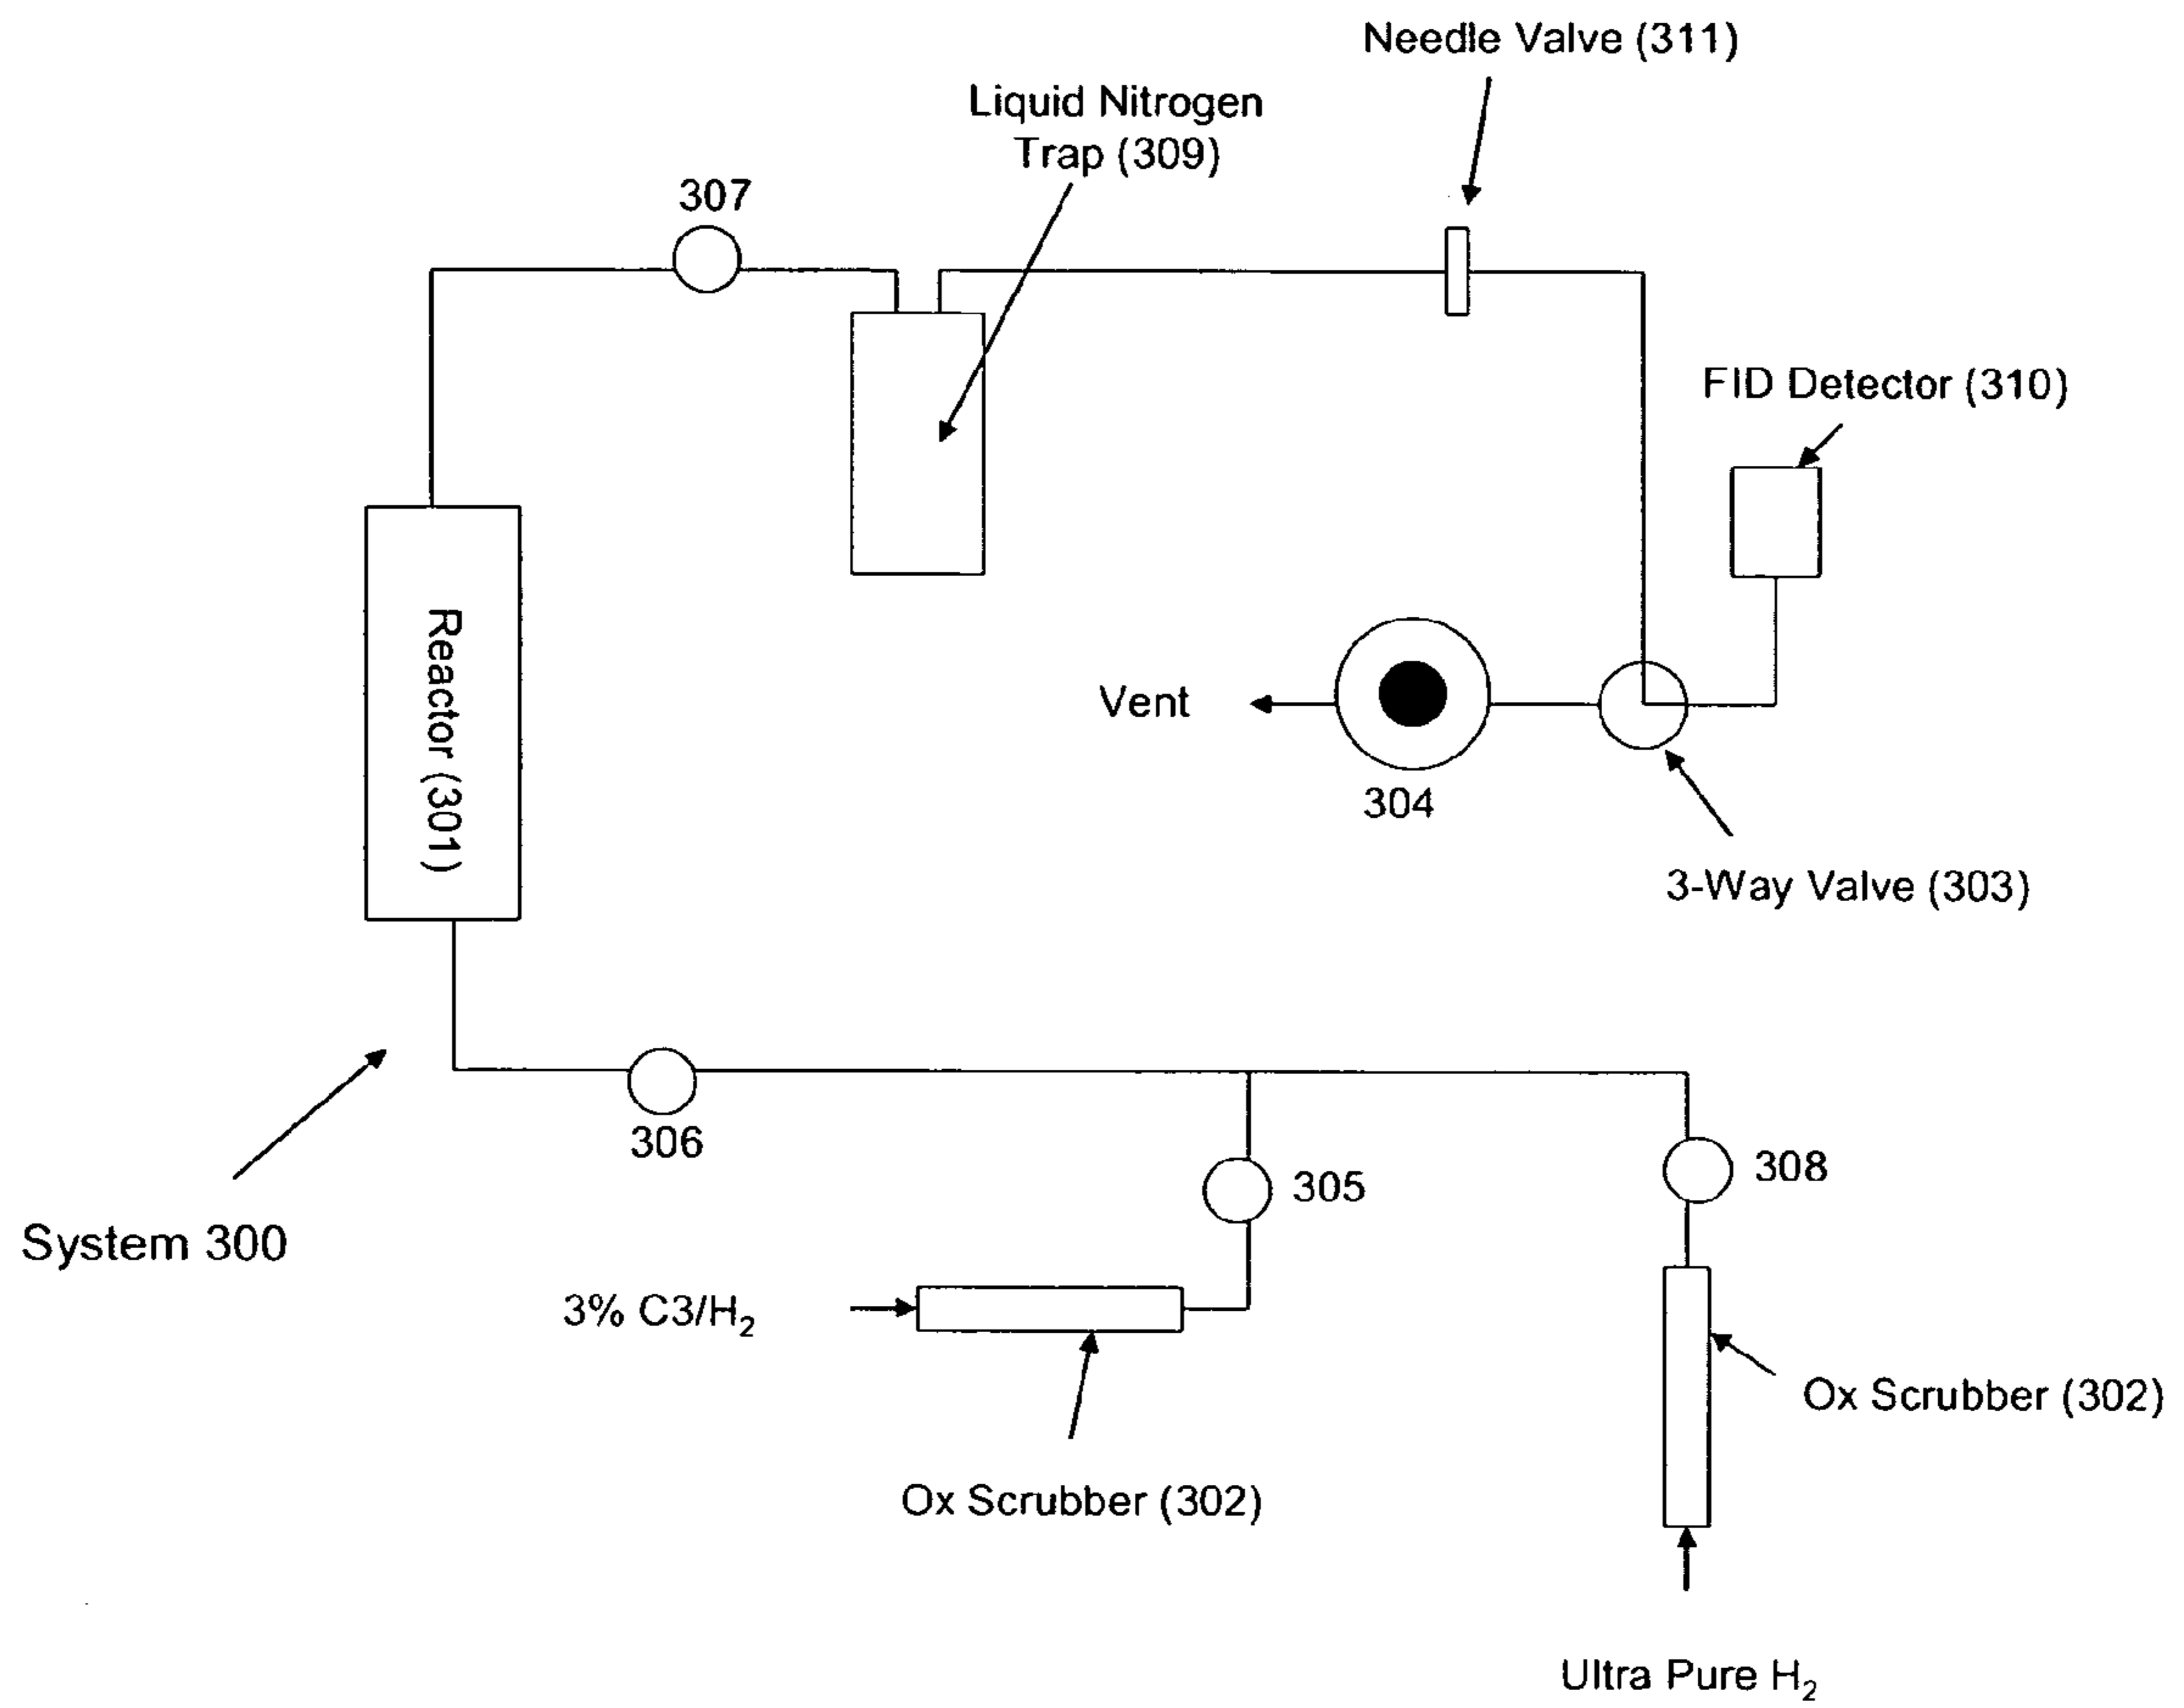 Needle Valve (311)
Liquid Nitrogen
Trap (309)
307
FID Detector (310)
Reactor (301)
Vent
304
3-Way Valve (303)
306
305
308
System 300
3% C3/H₂
Ox Scrubber (302)
Ox Scrubber (302)
Ultra Pure H₂